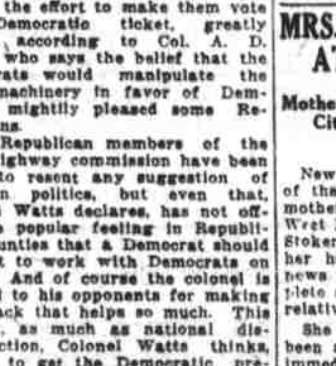 the effort to make them vote
Democratic ticket, greatly
according to Col. A. D.
who says the belief that the
rats would manipulate the
machinery in favor of Dem-
mightily pleased some Re-
ns.
Republican members of the
ighway commission have been
to resent any suggestion of
n politics, but even that,
Watts declares, has not off-
popular feeling in Republi-
unties that a Democrat should
t to work with Democrats on
And of course the colonel is
d to his opponents for making
ack that helps so much. This
, as much as national dis-
ction, Colonel Watts thinks,
to get the Democratic pre-
MRS.
A
Mother
Cit
New
of the
mothe
West
Stoke
her h
news
plete
relativ
She
been a
immed